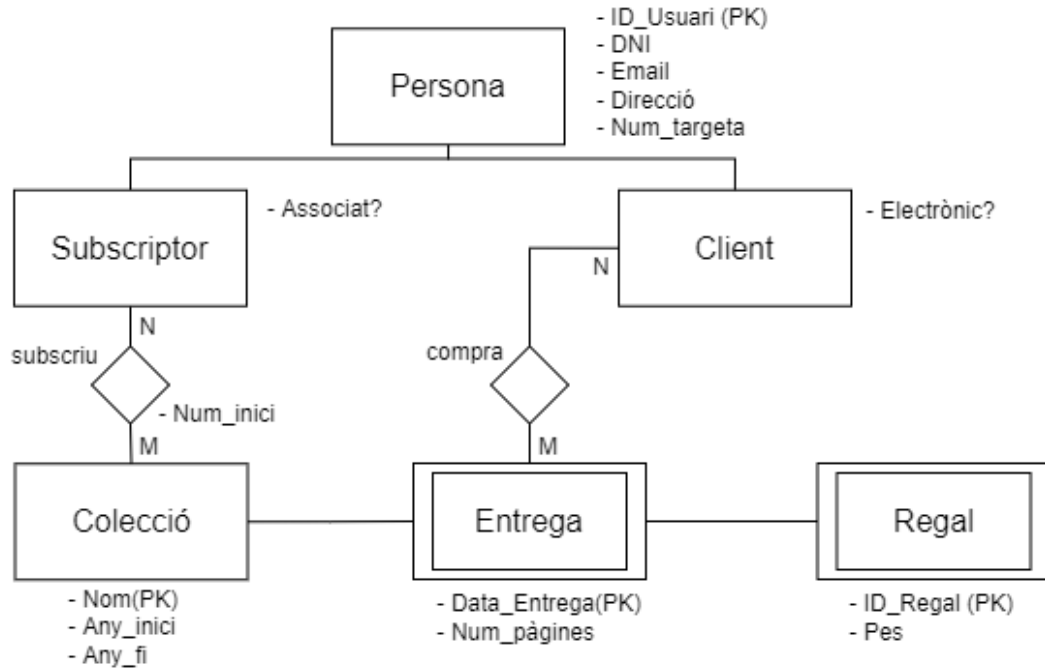 Persona
- ID_Usuari (PK)
- DNI
- Email
- Direcció
- Num_targeta
Subscriptor
- Associat?
Client
- Electrònic?
N
N
subscriu
compra
- Num_inici
M
M
Colecció
Entrega
Regal
- Nom(PK)
- Any_inici
- Any_fi
- Data_Entrega(PK)
- Num_pàgines
- ID_Regal (PK)
- Pes